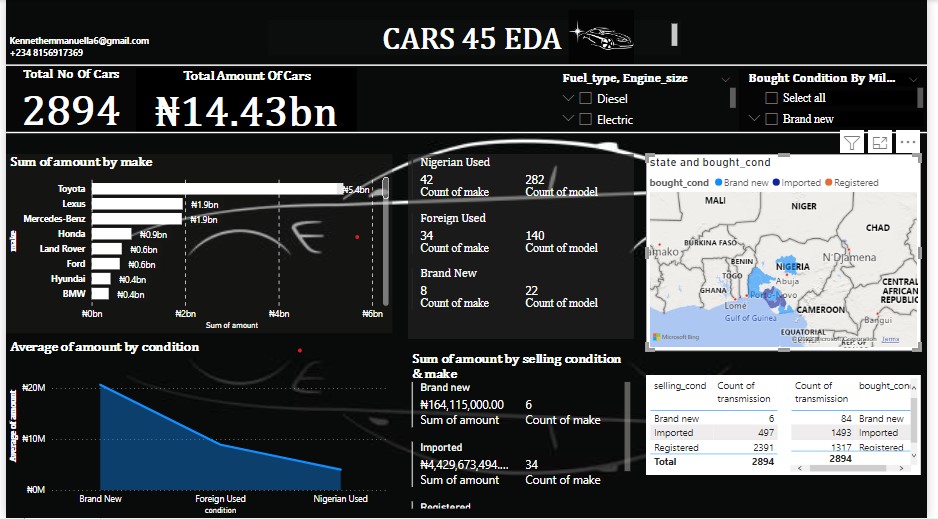 Kennethemmanuella6@gmail.com
+234 8156917369
CARS 45 EDA
Total No Of Cars
2894
Total Amount Of Cars
₦14.43bn
Fuel_type, Engine_size
Diesel
Electric
Bought Condition By Mil...
Select all
Brand new
Sum of amount by make
make
Toyota ₦5.4bn
Lexus ₦1.9bn
Mercedes-Benz ₦1.9bn
Honda ₦0.9bn
Land Rover ₦0.6bn
Ford ₦0.6bn
Hyundai ₦0.4bn
BMW ₦0.4bn
₦0bn ₦2bn ₦4bn ₦6bn
Sum of amount
Nigerian Used
42 282
Count of make Count of model
Foreign Used
34 140
Count of make Count of model
Brand New
8 22
Count of make Count of model
state and bought_cond
bought_cond Brand new Imported Registered
MALI
NIGER
CHAD
amako
BURKINA FASO
N'Djamena
BENIN
NIGERIA
TOGO
Abuja
GHANA
Porto-Novo
Lomé
CENTRAL
AFRICAN
REPUBLIC
CAMEROON
Gulf of Guinea
Bangui
EQUATORIAL
Microsoft Bing
Microsoft Corporation Terms
Average of amount by condition
Average of amount
₦20M
₦10M
₦0M
Brand New Foreign Used Nigerian Used
condition
Sum of amount by selling condition
& make
Brand new
₦164,115,000.00 6
Sum of amount Count of make
Imported
₦4,429,673,494.... 34
Sum of amount Count of make
Registered
selling_cond Count of
transmission
Brand new 6
Imported 497
Registered 2391
Total 2894
Count of bought_con
transmission
84 Brand new
1493 Imported
1317 Registered
2894